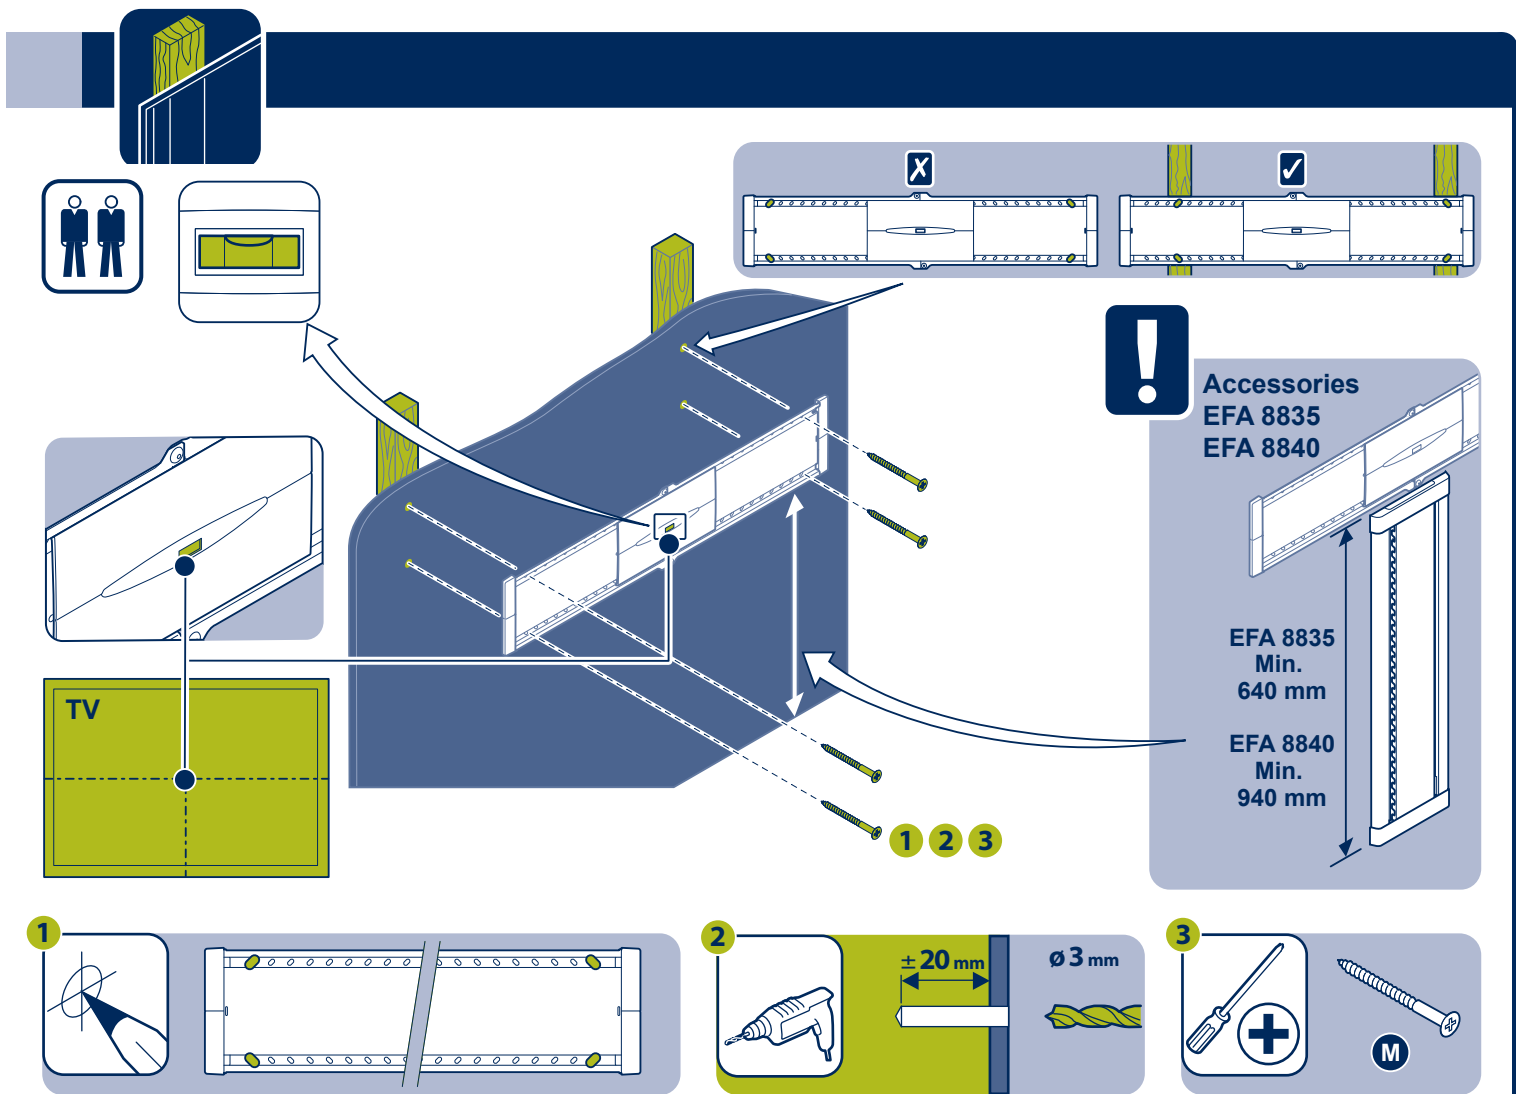 Accessories
EFA 8835
EFA 8840
EFA 8835
Min.
640 mm
EFA 8840
Min.
940 mm
TV
1 2 3
1
2
± 20 mm
ø 3 mm
3
M